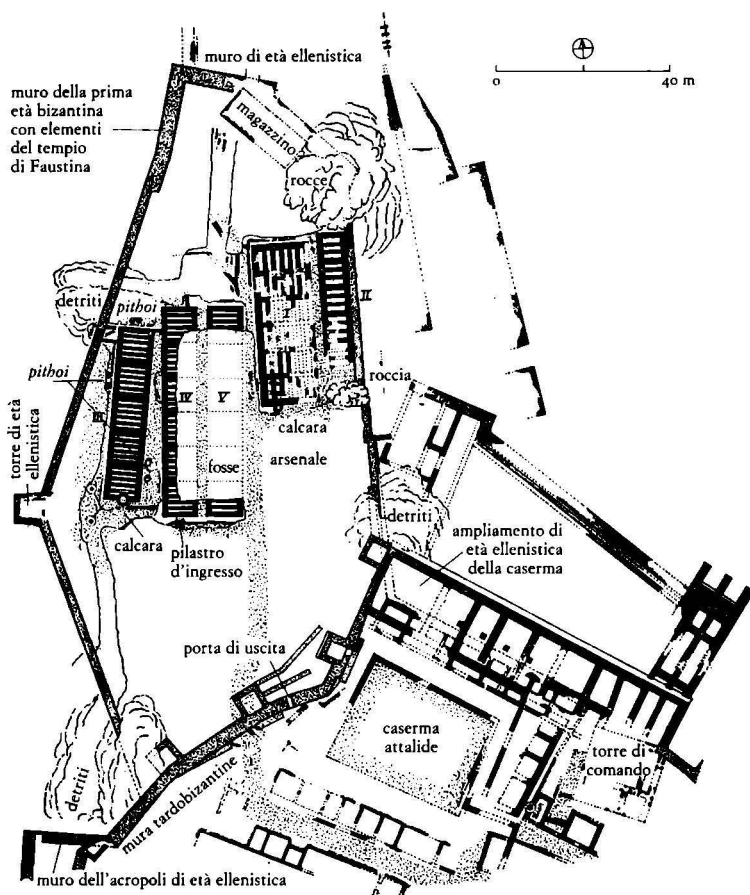 muro di età ellenistica
A
0
40 m
muro della prima
età bizantina
con elementi
del tempio
di Faustina
magazzino
rocce
detriti
pithoi
II
pithoi
III
IV
V
roccia
torre di età
ellenistica
fosse
calcara
arsenale
detriti
calcara
pilastro
d'ingresso
ampliamento di
età ellenistica
della caserma
porta di uscita
caserma
attalide
torre di
comando
detriti
mura tardobizantine
muro dell'acropoli di età ellenistica